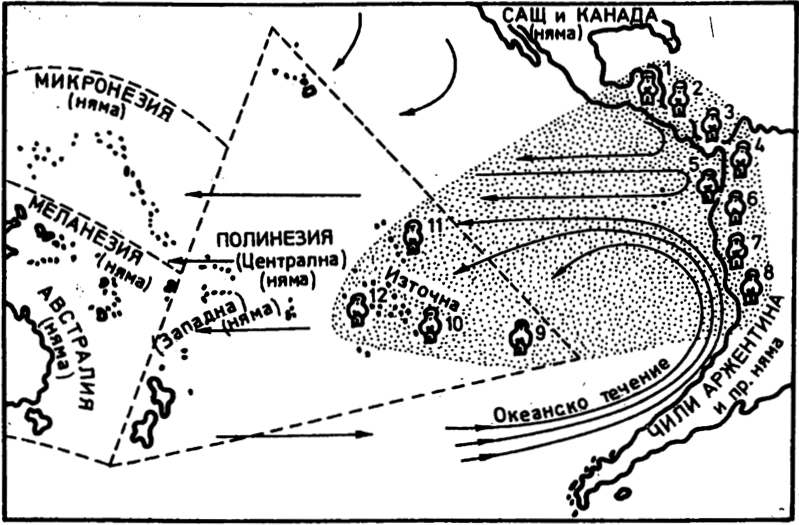 САЩ и КАНАДА
(няма)
МИКРОНЕЗИЯ
(няма)
МЕЛАНЕЗИЯ
(няма)
АВСТРАЛИЯ
(няма)
ПОЛИНЕЗИЯ
(Централна)
(няма)
(Западна)
(няма)
Източна
1
2
3
4
5
6
7
8
9
10
11
12
Океанско течение
ЧИЛИ АРЖЕНТИНА
и пр. няма